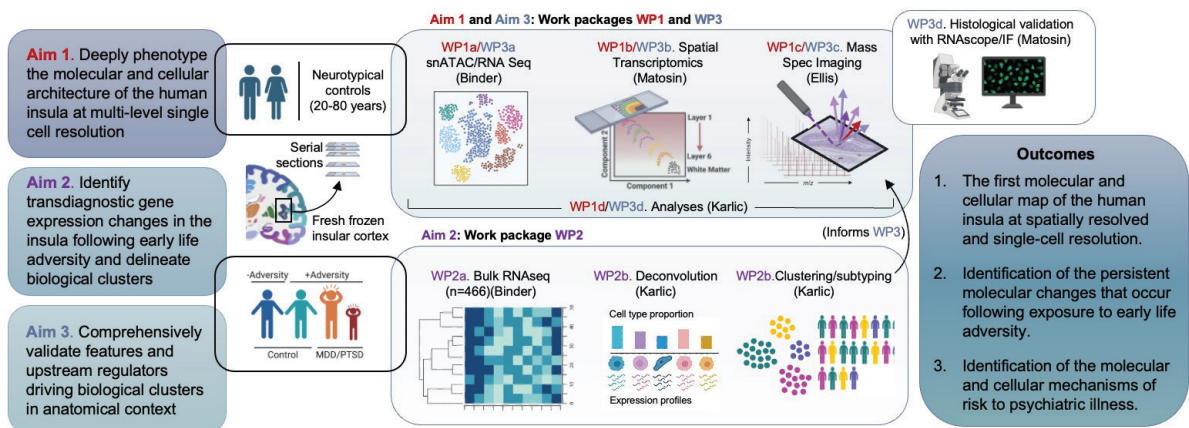 Aim 1. Deeply phenotype
the molecular and cellular
architecture of the human
insula at multi-level single
cell resolution
Aim 2. Identify
transdiagnostic gene
expression changes in the
insula following early life
adversity and delineate
biological clusters
Aim 3. Comprehensively
validate features and
upstream regulators
driving biological clusters
in anatomical context
Neurotypical
controls
(20-80 years)
Serial
sections
Fresh frozen
insular cortex
-Adversity +Adversity
Control MDD/PTSD
Aim 1 and Aim 3: Work packages WP1 and WP3
WP1a/WP3a
snATAC/RNA Seq
(Binder)
WP1b/WP3b. Spatial
Transcriptomics
(Matosin)
Component 2
Layer 1
Layer 6
White Matter
Component 1
WP1c/WP3c. Mass
Spec Imaging
(Ellis)
Intensity
m/z
WP1d/WP3d. Analyses (Karlic)
(Informs WP3)
Aim 2: Work package WP2
WP2a. Bulk RNAseq
(n=466)(Binder)
WP2b. Deconvolution
(Karlic)
Cell type proportion
Expression profiles
WP2b.Clustering/subtyping
(Karlic)
WP3d. Histological validation
with RNAscope/IF (Matosin)
Outcomes
1. The first molecular and
cellular map of the human
insula at spatially resolved
and single-cell resolution.
2. Identification of the persistent
molecular changes that occur
following exposure to early life
adversity.
3. Identification of the molecular
and cellular mechanisms of
risk to psychiatric illness.